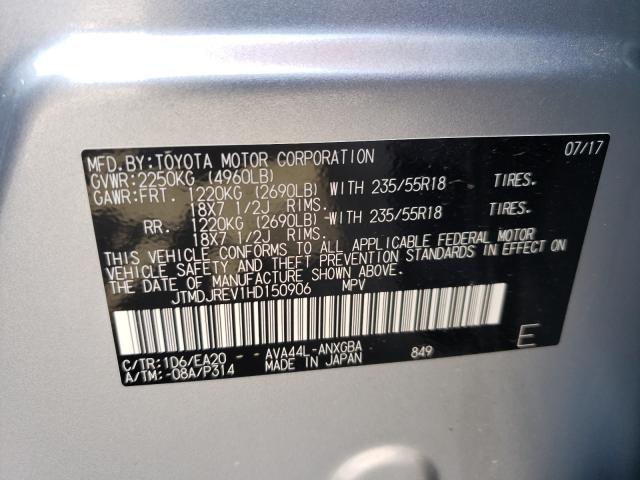 MFD.BY:TOYOTA MOTOR CORPORATION 07/17
GVWR:2250KG (4960LB)
GAWR:FRT. 1220KG (2690LB) WITH 235/55R18 TIRES.
18X7 1/2J RIMS.
RR. 1220KG (2690LB) WITH 235/55R18 TIRES.
18X7 1/2J RIMS.
THIS VEHICLE CONFORMS TO ALL APPLICABLE FEDERAL MOTOR
VEHICLE SAFETY AND THEFT PREVENTION STANDARDS IN EFFECT ON
THE DATE OF MANUFACTURE SHOWN ABOVE.
JTMDJREV1HD150906 MPV
C/TR:1D6/EA20 AVA44L-ANXGBA 849 E
A/TM:-08A/P314 MADE IN JAPAN